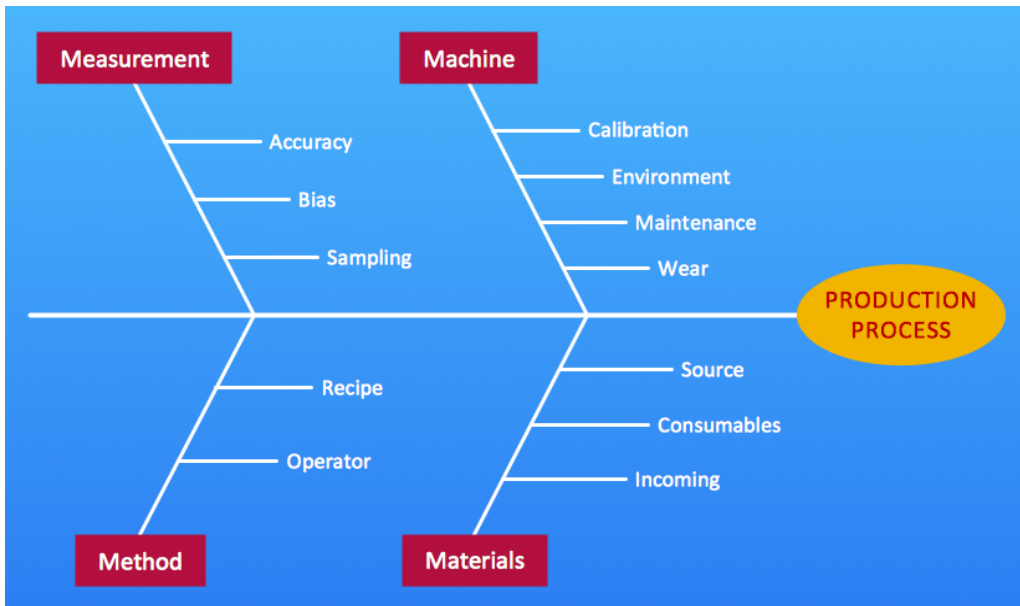 Measurement
Machine
Accuracy
Bias
Sampling
Calibration
Environment
Maintenance
Wear
PRODUCTION
PROCESS
Recipe
Operator
Source
Consumables
Incoming
Method
Materials